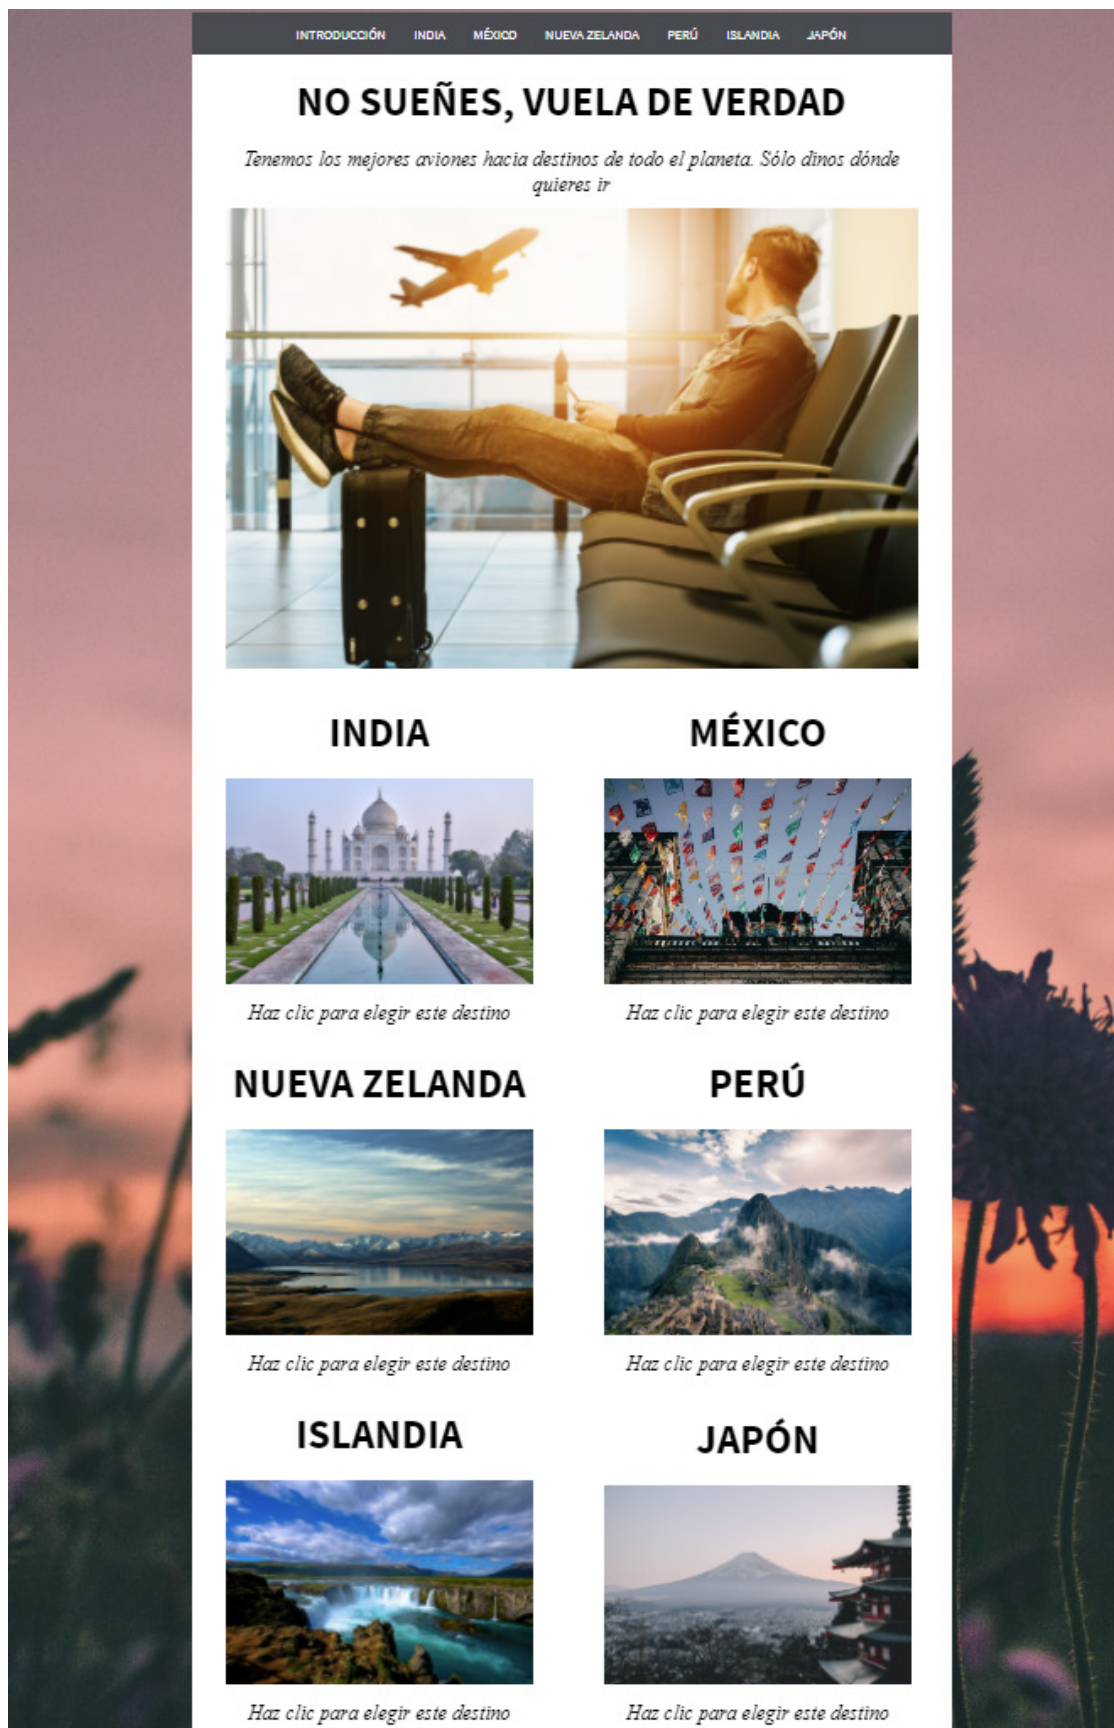 INTRODUCCIÓN INDIA MÉXICO NUEVA ZELANDA PERÚ ISLANDIA JAPÓN
NO SUEÑES, VUELA DE VERDAD
Tenemos los mejores aviones hacia destinos de todo el planeta. Sólo dinos dónde
quieres ir
INDIA
MÉXICO
Haz clic para elegir este destino
Haz clic para elegir este destino
NUEVA ZELANDA
PERÚ
Haz clic para elegir este destino
Haz clic para elegir este destino
ISLANDIA
JAPÓN
Haz clic para elegir este destino
Haz clic para elegir este destino